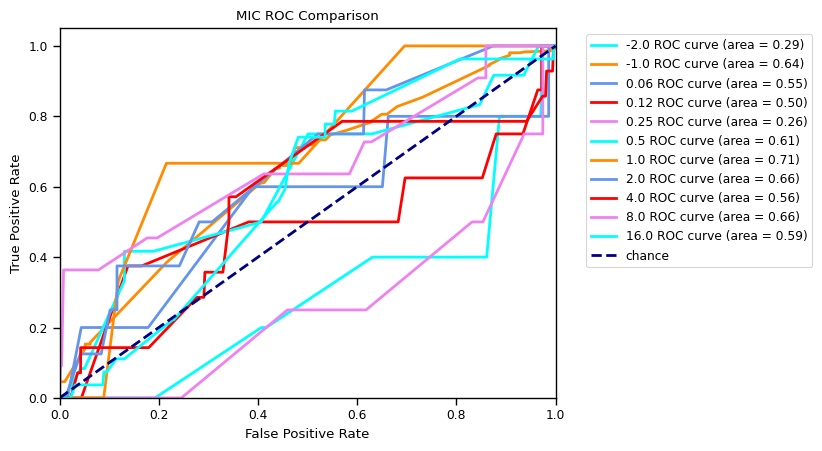 MIC ROC Comparison
1.0
0.8
0.6
0.4
0.2
0.0
True Positive Rate
0.0 0.2 0.4 0.6 0.8 1.0
False Positive Rate
-2.0 ROC curve (area = 0.29)
-1.0 ROC curve (area = 0.64)
0.06 ROC curve (area = 0.55)
0.12 ROC curve (area = 0.50)
0.25 ROC curve (area = 0.26)
0.5 ROC curve (area = 0.61)
1.0 ROC curve (area = 0.71)
2.0 ROC curve (area = 0.66)
4.0 ROC curve (area = 0.56)
8.0 ROC curve (area = 0.66)
16.0 ROC curve (area = 0.59)
chance